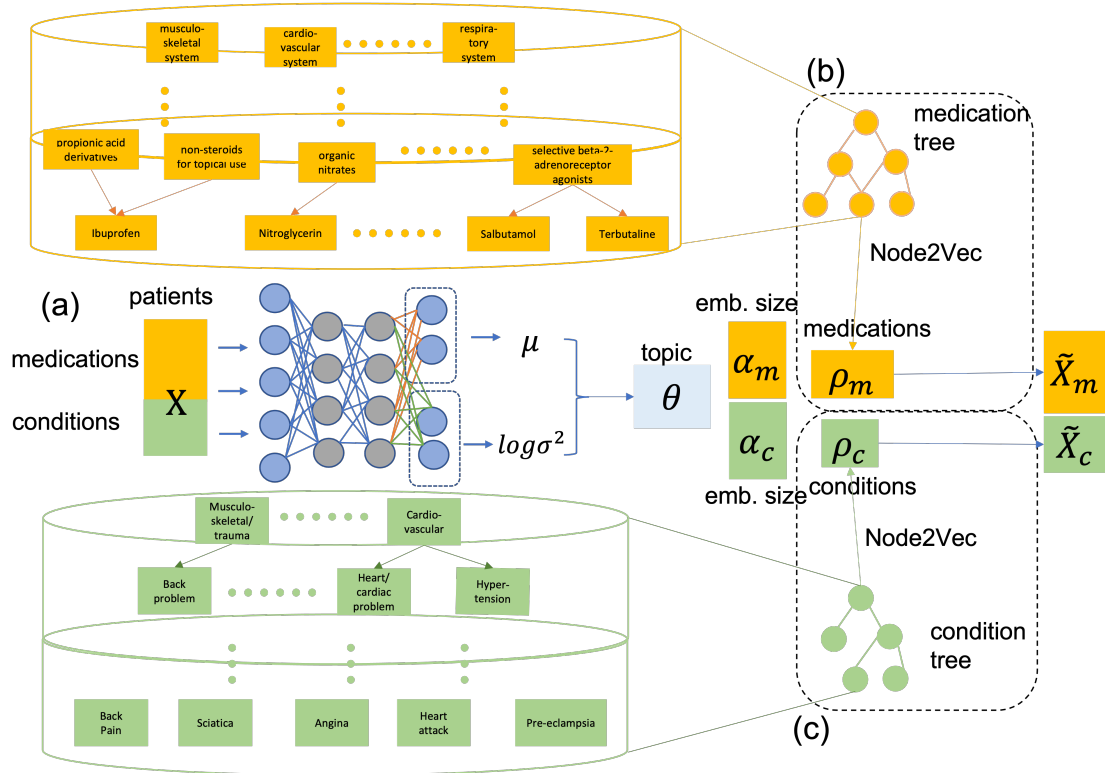 musculo-
skeletal
system
cardio-
vascular
system
respira-
tory
system
propionic acid
derivatives
non-steroids
for topical use
organic
nitrates
selective beta-2-
adrenoreceptor
agonists
Ibuprofen
Nitroglycerin
Salbutamol
Terbutaline
(b)
medication
tree
Node2Vec
(a)
patients
medications
conditions
X
μ
logσ²
topic
θ
emb. size
α_m
α_c
emb. size
medications
ρ_m
ρ_c
conditions
X̃_m
X̃_c
Node2Vec
condition
tree
(c)
Musculo-
skeletal/
trauma
Cardio-
vascular
Back
problem
Heart/
cardiac
problem
Hyper-
tension
Back
Pain
Sciatica
Angina
Heart
attack
Pre-eclampsia